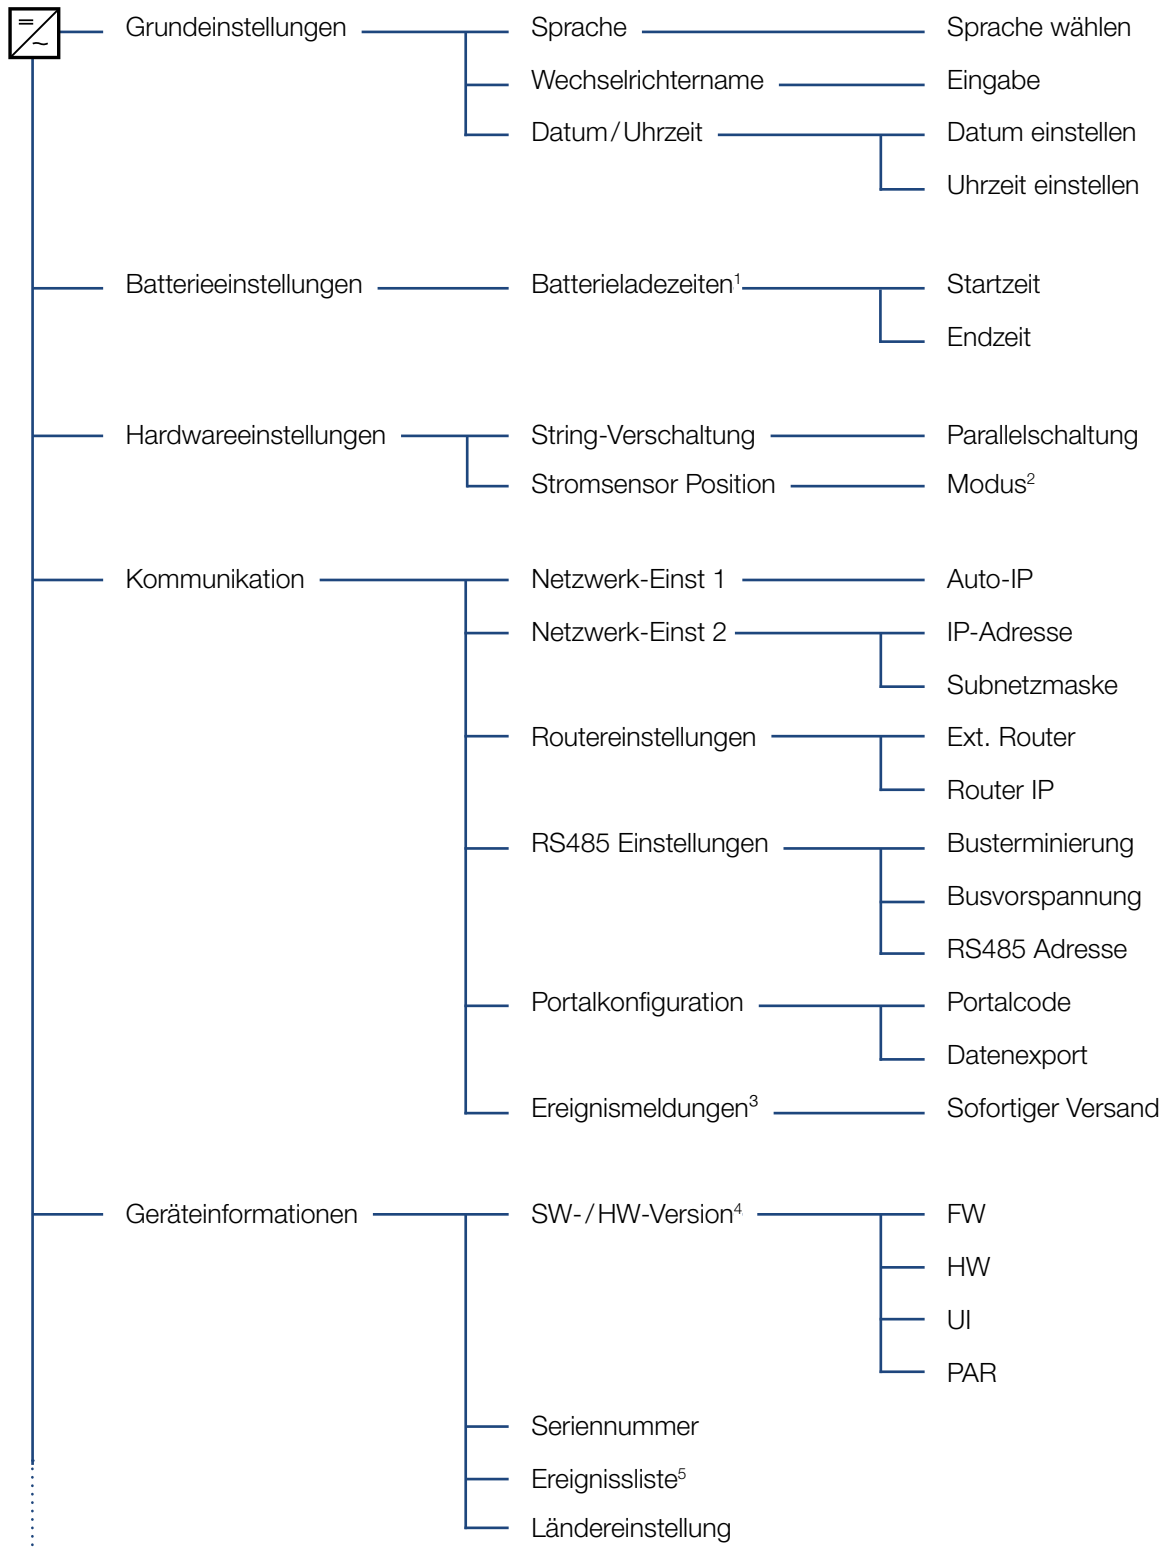 Grundeinstellungen Sprache Sprache wählen
Wechselrichtername Eingabe
Datum/Uhrzeit Datum einstellen
Uhrzeit einstellen
Batterieeinstellungen Batterieladezeiten¹ Startzeit
Endzeit
Hardwareeinstellungen String-Verschaltung Parallelschaltung
Stromsensor Position Modus²
Kommunikation Netzwerk-Einst 1 Auto-IP
Netzwerk-Einst 2 IP-Adresse
Subnetzmaske
Routereinstellungen Ext. Router
Router IP
RS485 Einstellungen Busterminierung
Busvorspannung
RS485 Adresse
Portalkonfiguration Portalcode
Datenexport
Ereignismeldungen³ Sofortiger Versand
Geräteinformationen SW-/HW-Version⁴ FW
HW
UI
PAR
Seriennummer
Ereignissliste⁵
Ländereinstellung